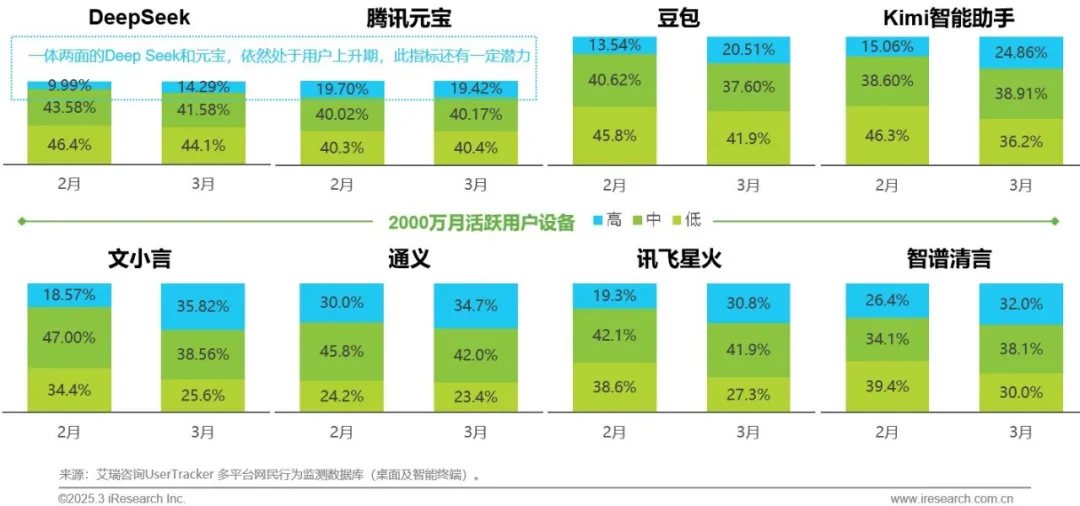 DeepSeek 腾讯元宝 豆包 Kimi智能助手
一体两面的Deep Seek和元宝，依然处于用户上升期，此指标还有一定潜力
13.54% 20.51% 15.06% 24.86%
9.99% 14.29% 19.70% 19.42%
40.62% 37.60% 38.60% 38.91%
43.58% 41.58% 40.02% 40.17%
45.8% 41.9% 46.3% 36.2%
46.4% 44.1% 40.3% 40.4%
2月 3月 2月 3月 2月 3月 2月 3月
2000万月活跃用户设备 高 中 低
文小言 通义 讯飞星火 智谱清言
18.57% 35.82% 30.0% 34.7% 19.3% 30.8% 26.4% 32.0%
47.00% 38.56% 45.8% 42.0% 42.1% 41.9% 34.1% 38.1%
34.4% 25.6% 24.2% 23.4% 38.6% 27.3% 39.4% 30.0%
2月 3月 2月 3月 2月 3月 2月 3月
来源：艾瑞咨询UserTracker 多平台网民行为监测数据库（桌面及智能终端）。
©2025.3 iResearch Inc. www.iresearch.com.cn